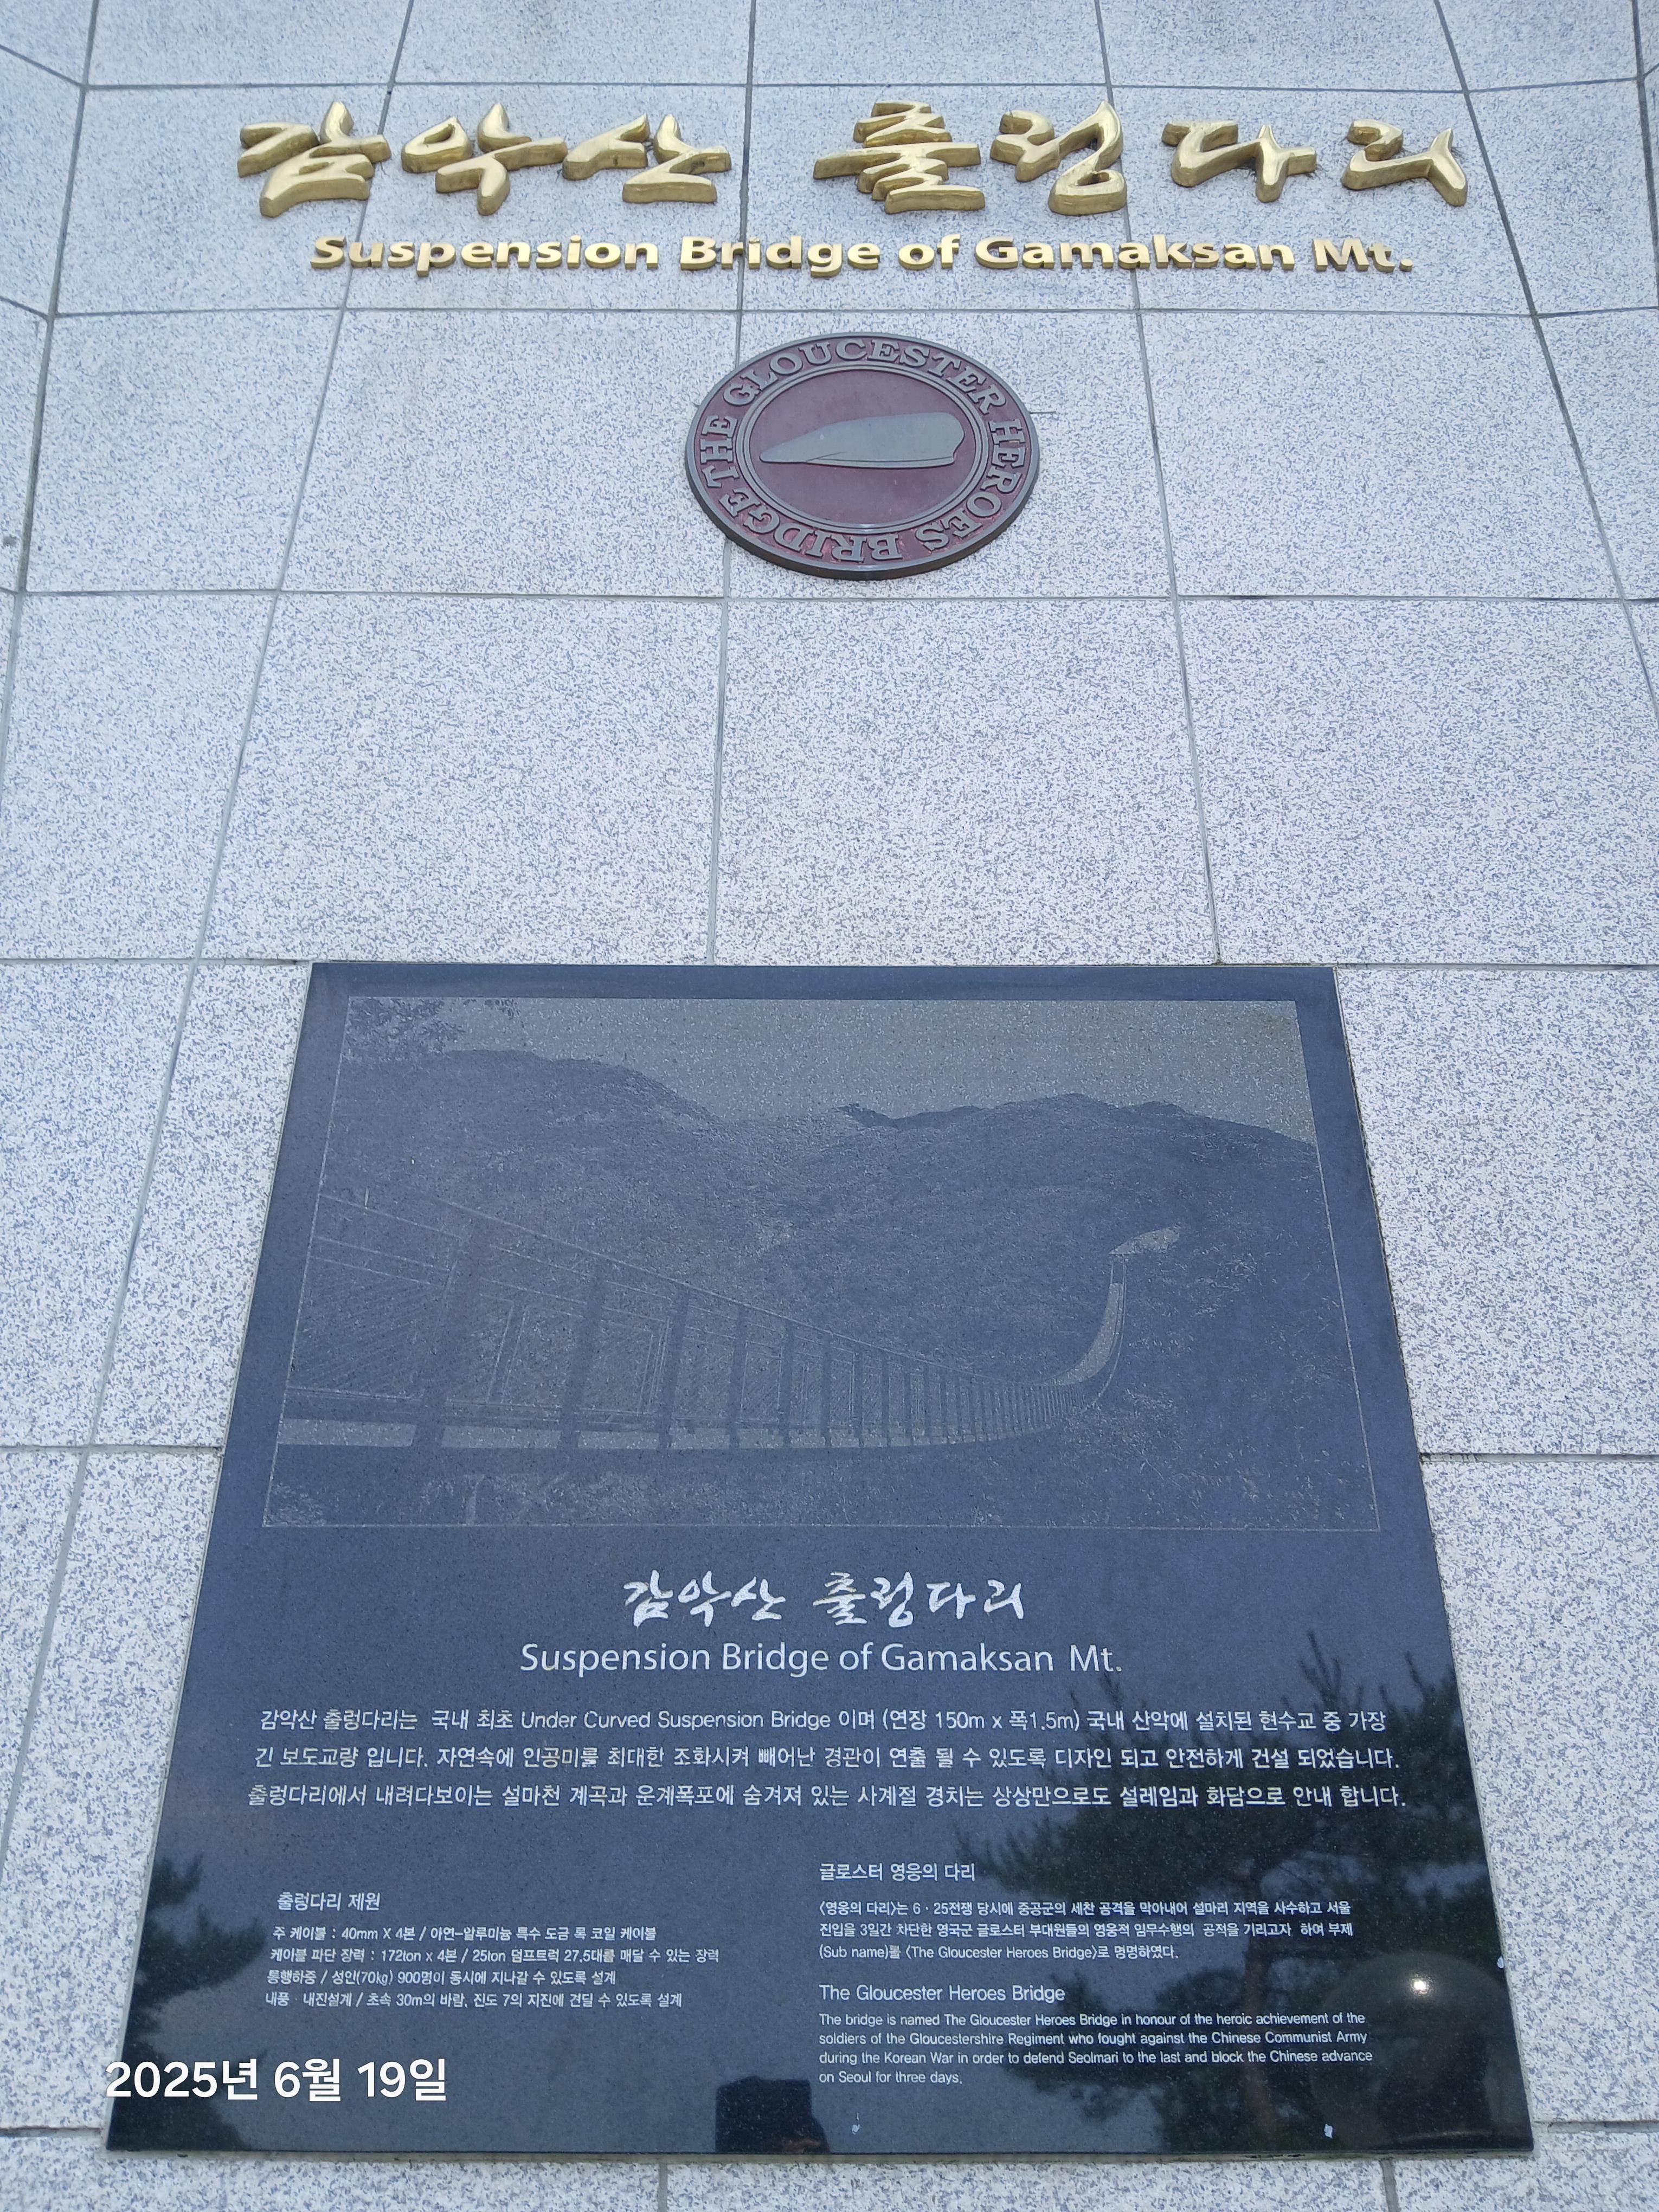 감악산 출렁다리
Suspension Bridge of Gamaksan Mt.
THE GLOUCESTER HEROES BRIDGE
감악산 출렁다리
Suspension Bridge of Gamaksan Mt.
감악산 출렁다리는 국내 최초 Under Curved Suspension Bridge 이며 (연장 150m x 폭1.5m) 국내 산악에 설치된 현수교 중 가장
긴 보도교량 입니다. 자연속에 인공미를 최대한 조화시켜 빼어난 경관이 연출 될 수 있도록 디자인 되고 안전하게 건설 되었습니다.
출렁다리에서 내려다보이는 설마천 계곡과 운계폭포에 숨겨져 있는 사계절 경치는 상상만으로도 설레임과 화담으로 안내 합니다.
출렁다리 제원
주 케이블 : 40mm X 4본 / 아연-알루미늄 특수 도금 록 코일 케이블
케이블 파단 장력 : 172ton x 4본 / 25ton 덤프트럭 27.5대를 매달 수 있는 장력
통행하중 / 성인(70kg) 900명이 동시에 지나갈 수 있도록 설계
내풍 · 내진설계 / 초속 30m의 바람, 진도 7의 지진에 견딜 수 있도록 설계
글로스터 영웅의 다리
〈영웅의 다리〉는 6 · 25전쟁 당시에 중공군의 세찬 공격을 막아내어 설마리 지역을 사수하고 서울
진입을 3일간 차단한 영국군 글로스터 부대원들의 영웅적 임무수행의 공적을 기리고자 하여 부제
(Sub name)를 〈The Gloucester Heroes Bridge〉로 명명하였다.
The Gloucester Heroes Bridge
The bridge is named The Gloucester Heroes Bridge in honour of the heroic achievement of the
soldiers of the Gloucestershire Regiment who fought against the Chinese Communist Army
during the Korean War in order to defend Seolmari to the last and block the Chinese advance
on Seoul for three days.
2025년 6월 19일